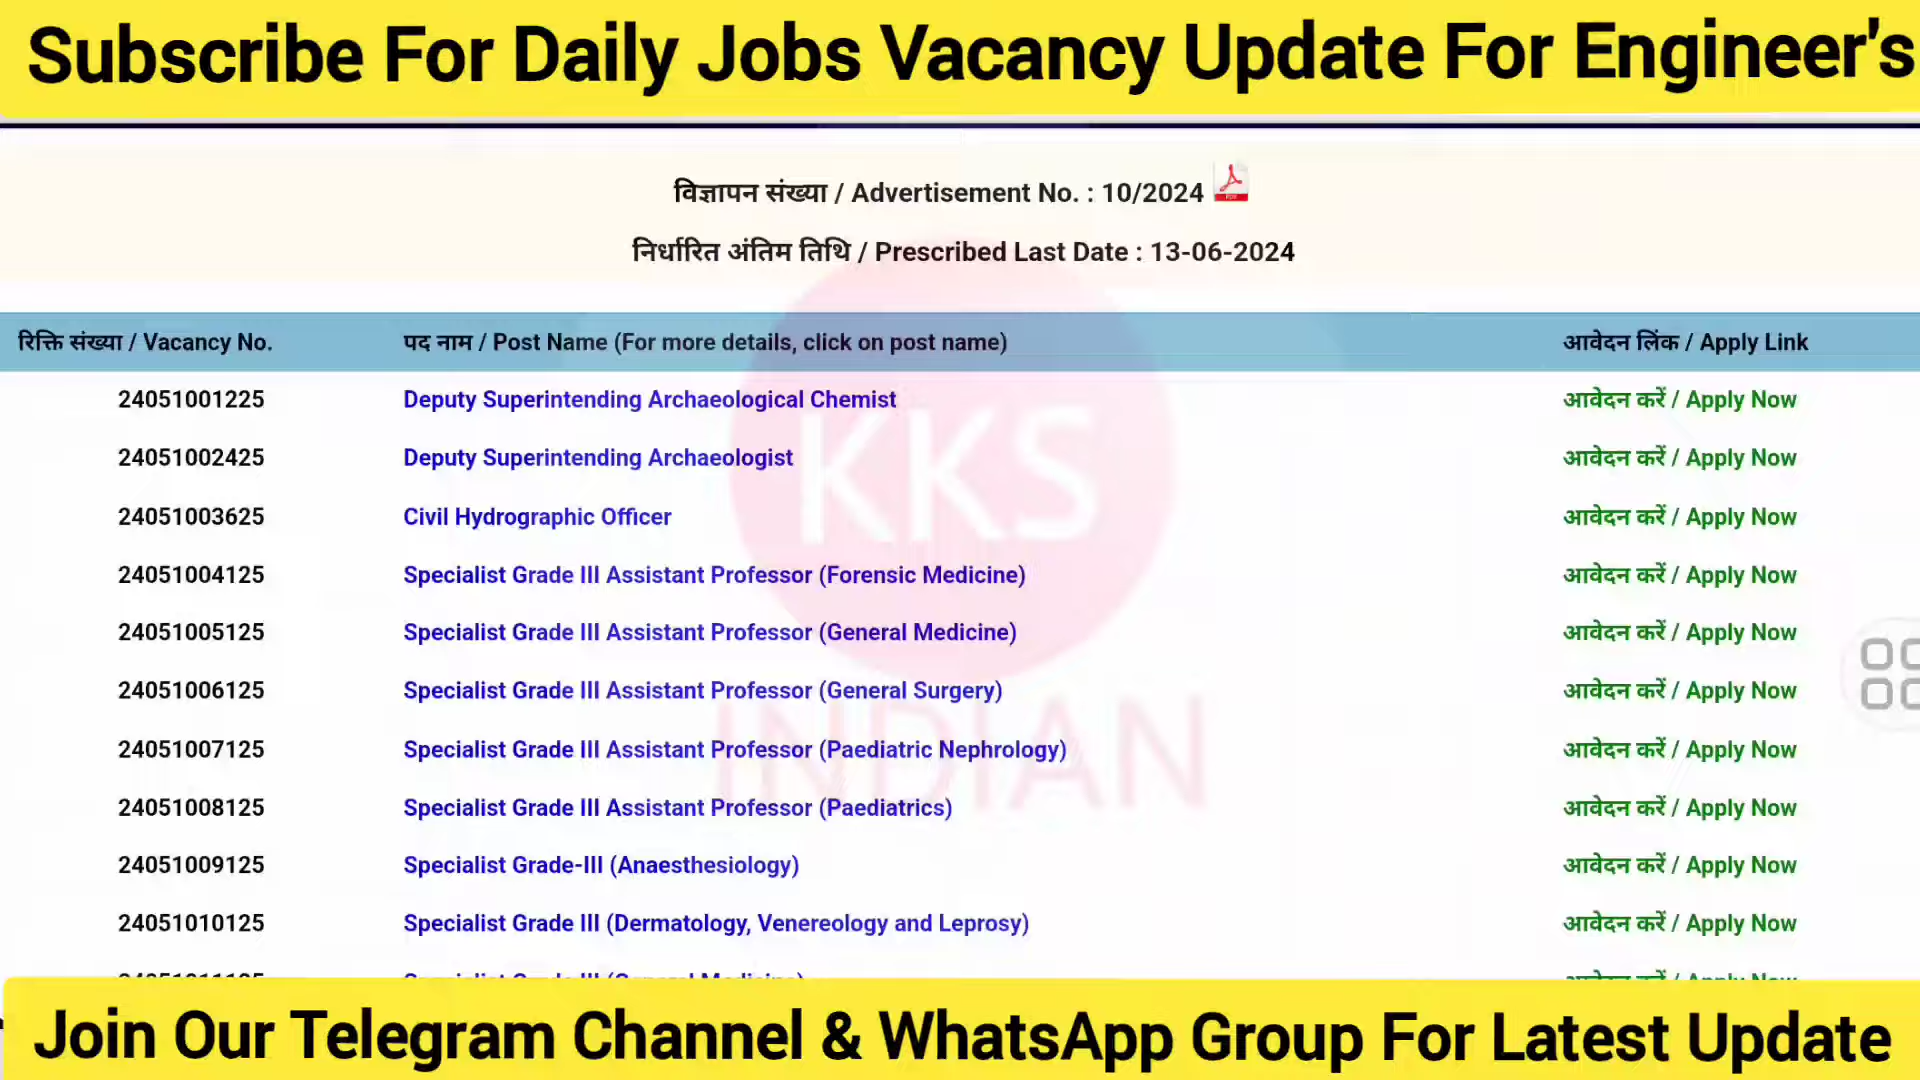 Subscribe For Daily Jobs Vacancy Update For Engineer's
विज्ञापन संख्या / Advertisement No. : 10/2024
निर्धारित अंतिम तिथि / Prescribed Last Date : 13-06-2024
रिक्ति संख्या / Vacancy No. पद नाम / Post Name (For more details, click on post name) आवेदन लिंक / Apply Link
24051001225 Deputy Superintending Archaeological Chemist आवेदन करें / Apply Now
24051002425 Deputy Superintending Archaeologist आवेदन करें / Apply Now
24051003625 Civil Hydrographic Officer आवेदन करें / Apply Now
24051004125 Specialist Grade III Assistant Professor (Forensic Medicine) आवेदन करें / Apply Now
24051005125 Specialist Grade III Assistant Professor (General Medicine) आवेदन करें / Apply Now
24051006125 Specialist Grade III Assistant Professor (General Surgery) आवेदन करें / Apply Now
24051007125 Specialist Grade III Assistant Professor (Paediatric Nephrology) आवेदन करें / Apply Now
24051008125 Specialist Grade III Assistant Professor (Paediatrics) आवेदन करें / Apply Now
24051009125 Specialist Grade-III (Anaesthesiology) आवेदन करें / Apply Now
24051010125 Specialist Grade III (Dermatology, Venereology and Leprosy) आवेदन करें / Apply Now
KKS
INDIAN
Join Our Telegram Channel & WhatsApp Group For Latest Update